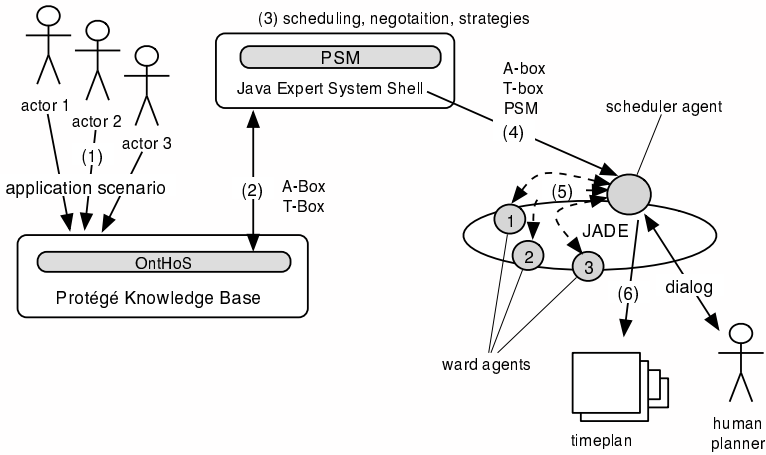 (3) scheduling, negotaition, strategies
PSM
Java Expert System Shell
A-box
T-box
PSM
(4)
scheduler agent
actor 1
actor 2
actor 3
(1)
application scenario
(2)
A-Box
T-Box
(5)
1
JADE
2
3
OntHoS
Protégé Knowledge Base
(6)
dialog
ward agents
timeplan
human
planner